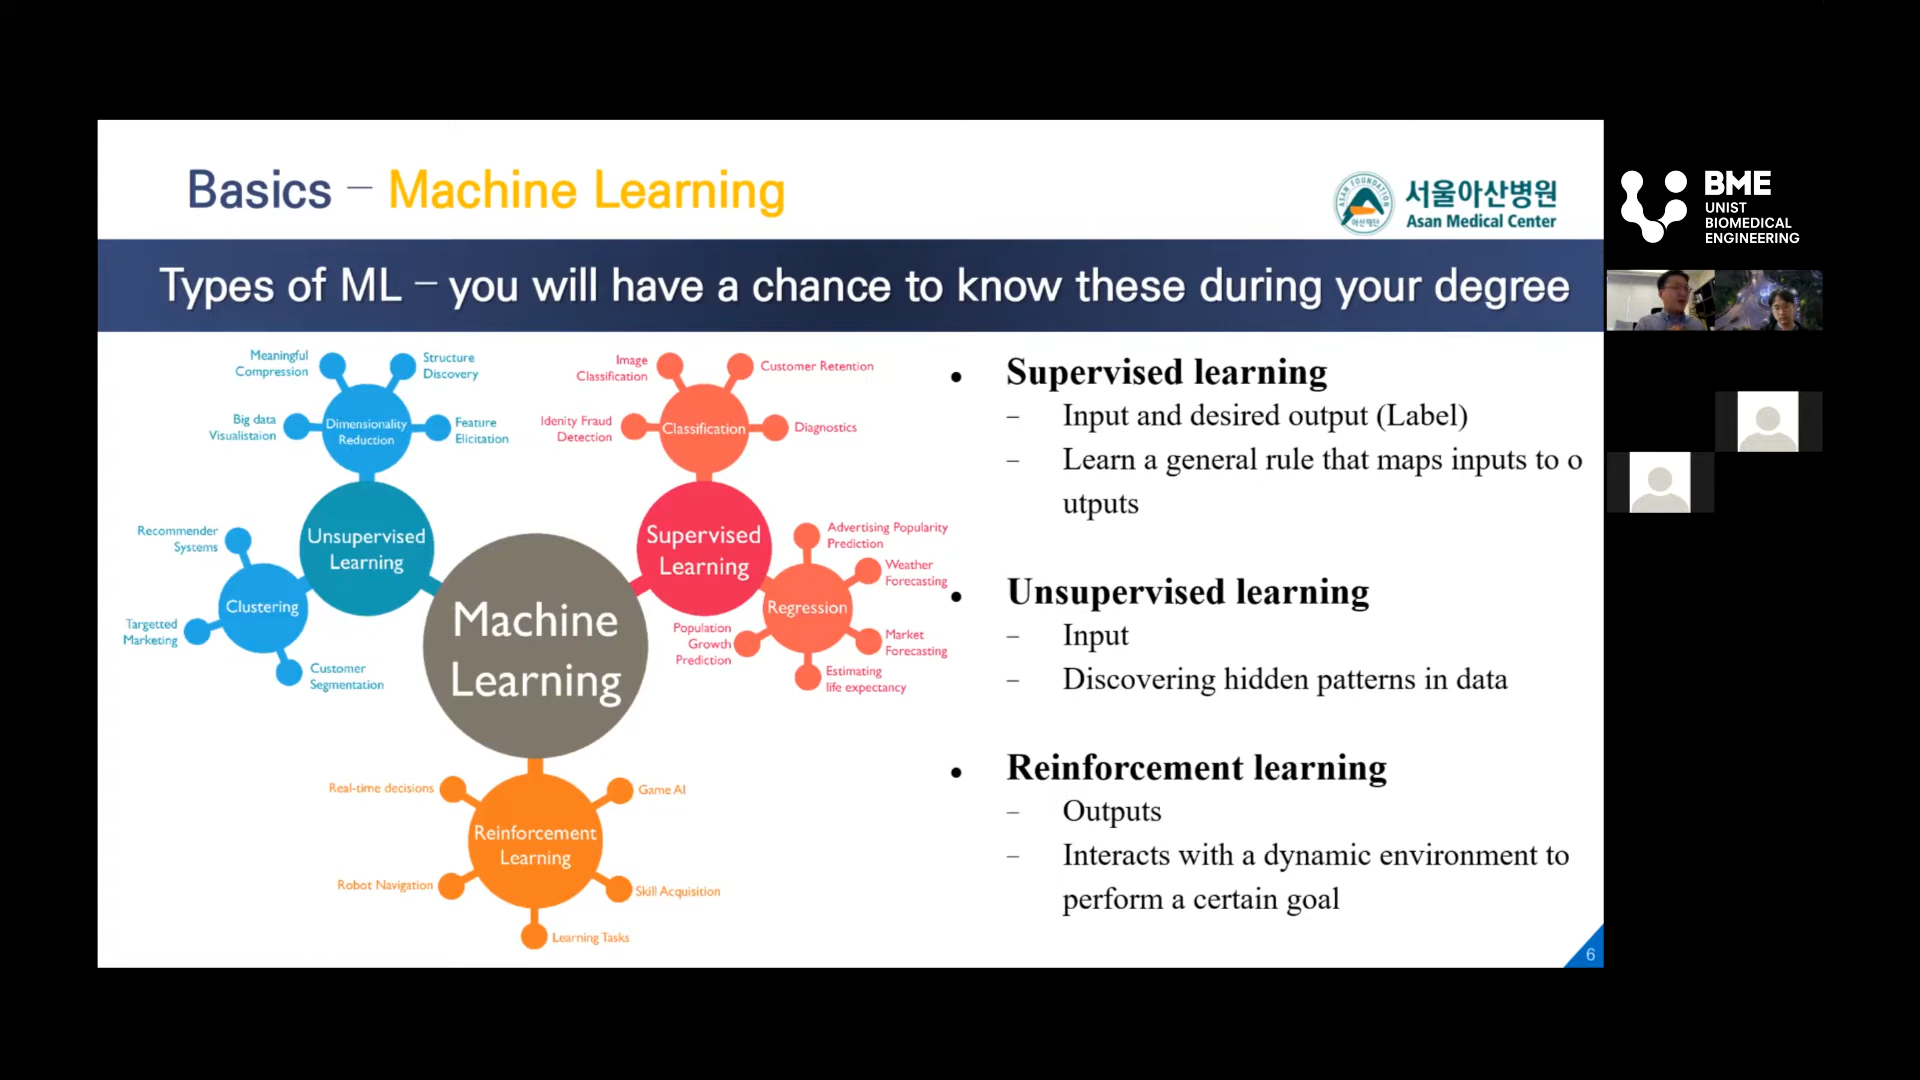 Basics – Machine Learning
ASAN FOUNDATION
아산재단
서울아산병원
Asan Medical Center
BME
UNIST
BIOMEDICAL
ENGINEERING
Types of ML – you will have a chance to know these during your degree
Meaningful
Compression
Structure
Discovery
Big data
Visualistaion
Dimensionality
Reduction
Feature
Elicitation
Unsupervised
Learning
Recommender
Systems
Clustering
Targetted
Marketing
Customer
Segmentation
Image
Classification
Customer Retention
Idenity Fraud
Detection
Classification
Diagnostics
Supervised
Learning
Advertising Popularity
Prediction
Weather
Forecasting
Regression
Population
Growth
Prediction
Market
Forecasting
Estimating
life expectancy
Machine
Learning
Real-time decisions
Game AI
Reinforcement
Learning
Robot Navigation
Skill Acquisition
Learning Tasks
• Supervised learning
– Input and desired output (Label)
– Learn a general rule that maps inputs to o
utputs
• Unsupervised learning
– Input
– Discovering hidden patterns in data
• Reinforcement learning
– Outputs
– Interacts with a dynamic environment to
perform a certain goal
6